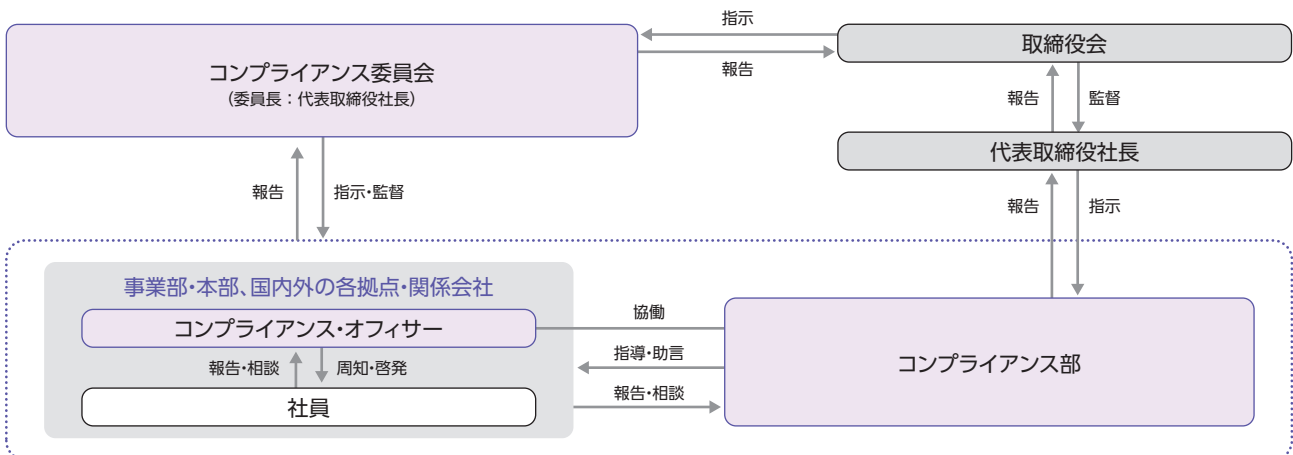 指示
取締役会
コンプライアンス委員会
(委員長：代表取締役社長)
報告
報告
監督
代表取締役社長
報告
指示・監督
報告
指示
事業部・本部、国内外の各拠点・関係会社
コンプライアンス・オフィサー
協働
報告・相談
周知・啓発
指導・助言
コンプライアンス部
報告・相談
社員